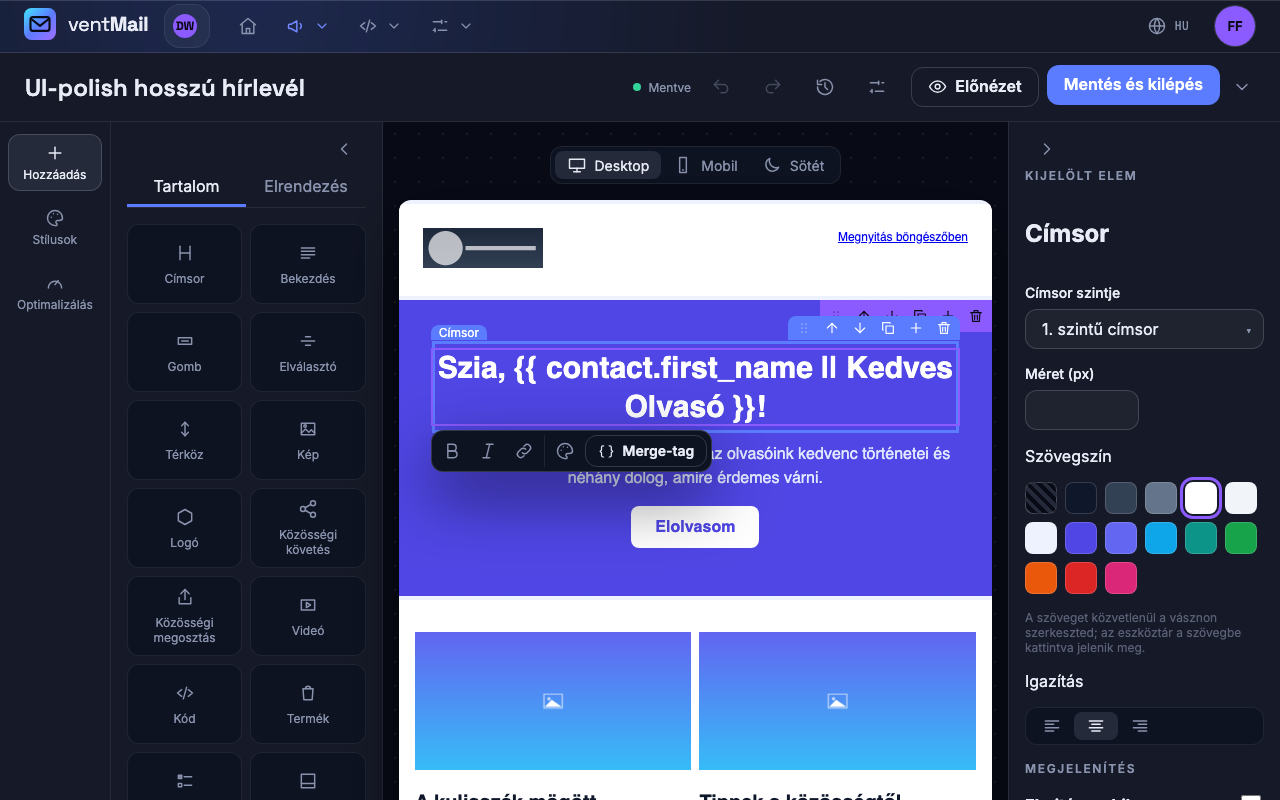 ventMail
DW
HU
FF
UI-polish hosszú hírlevél
Mentve
Előnézet
Mentés és kilépés
Hozzáadás
Stílusok
Optimalizálás
Tartalom
Elrendezés
Címsor
Bekezdés
Gomb
Elválasztó
Térköz
Kép
Logó
Közösségi
követés
Közösségi
megosztás
Videó
Kód
Termék
Desktop
Mobil
Sötét
Megnyitás böngészőben
Címsor
Szia, {{ contact.first_name || Kedves
Olvasó }}!
Merge-tag
az olvasóink kedvenc történetei és
néhány dolog, amire érdemes várni.
Elolvasom
A kulisszák mögött
Tippek a közösségtől
KIJELÖLT ELEM
Címsor
Címsor szintje
1. szintű címsor
Méret (px)
Szövegszín
A szöveget közvetlenül a vásznon
szerkeszted; az eszköztár a szövegbe
kattintva jelenik meg.
Igazítás
MEGJELENÍTÉS